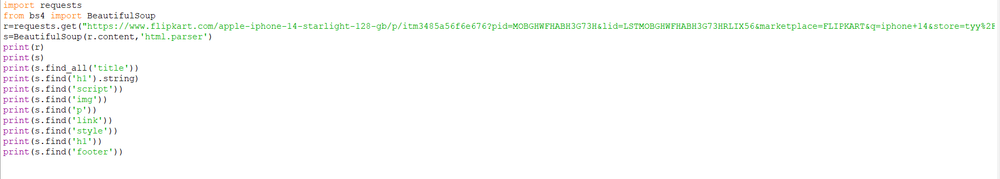 import requests
from bs4 import BeautifulSoup
r=requests.get("https://www.flipkart.com/apple-iphone-14-starlight-128-gb/p/itm3485a56f6e676?pid=MOBGHWFHABH3G73H&lid=LSTMOBGHWFHABH3G73HRLIX56&marketplace=FLIPKART&q=iphone+14&store=tyy%2F
s=BeautifulSoup(r.content,'html.parser')
print(r)
print(s)
print(s.find_all('title'))
print(s.find('h1').string)
print(s.find('script'))
print(s.find('img'))
print(s.find('p'))
print(s.find('link'))
print(s.find('style'))
print(s.find('h1'))
print(s.find('footer'))